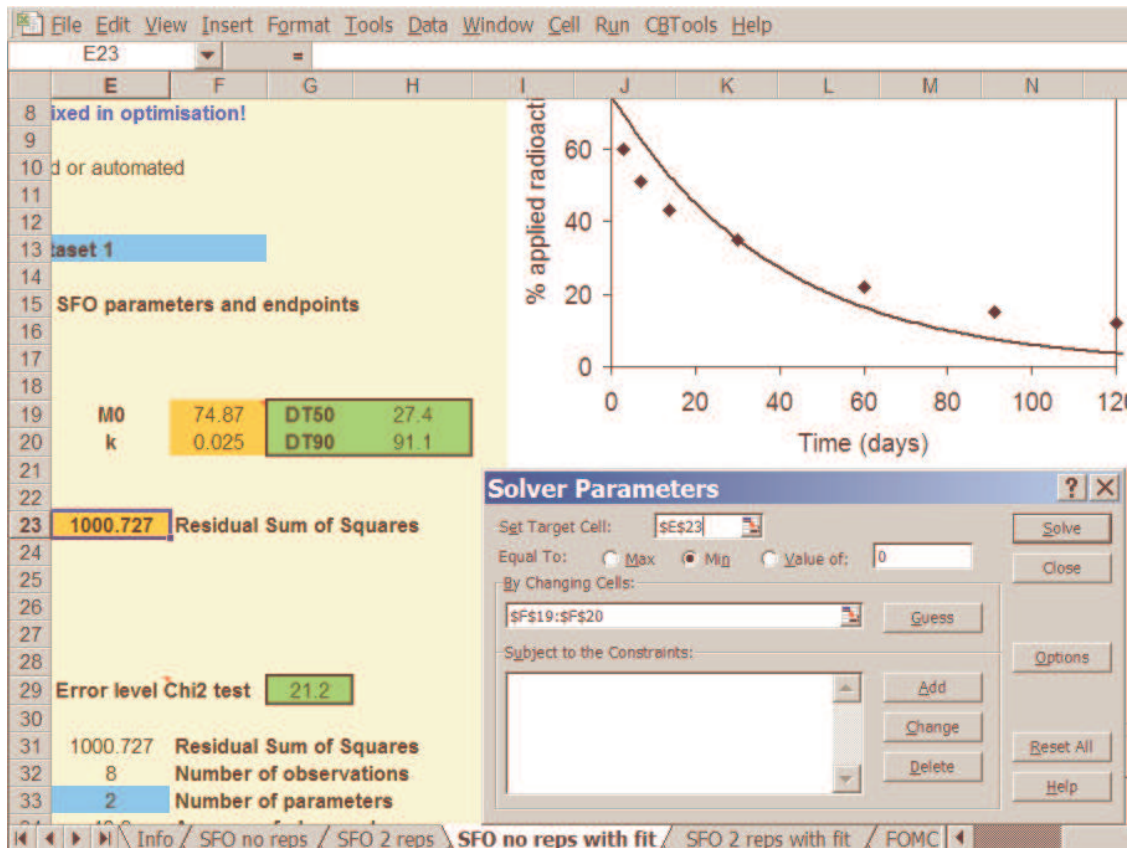 File Edit View Insert Format Tools Data Window Cell Run CBTools Help
E23 =
E F G H I J K L M N
8 ixed in optimisation!
9
10 d or automated
11
12
13 taset 1
14
15 SFO parameters and endpoints
16
17
18
19 M0 74.87 DT50 27.4
20 k 0.025 DT90 91.1
21
22
23 1000.727 Residual Sum of Squares
24
25
26
27
28
29 Error level Chi2 test 21.2
30
31 1000.727 Residual Sum of Squares
32 8 Number of observations
33 2 Number of parameters
% applied radioacti
60
40
20
0
0 20 40 60 80 100 120
Time (days)
Solver Parameters ? X
Set Target Cell: $E$23 Solve
Equal To: Max Min Value of: 0 Close
By Changing Cells:
$F$19:$F$20 Guess
Subject to the Constraints: Options
Add
Change
Delete Reset All
Help
Info SFO no reps SFO 2 reps SFO no reps with fit SFO 2 reps with fit FOMC